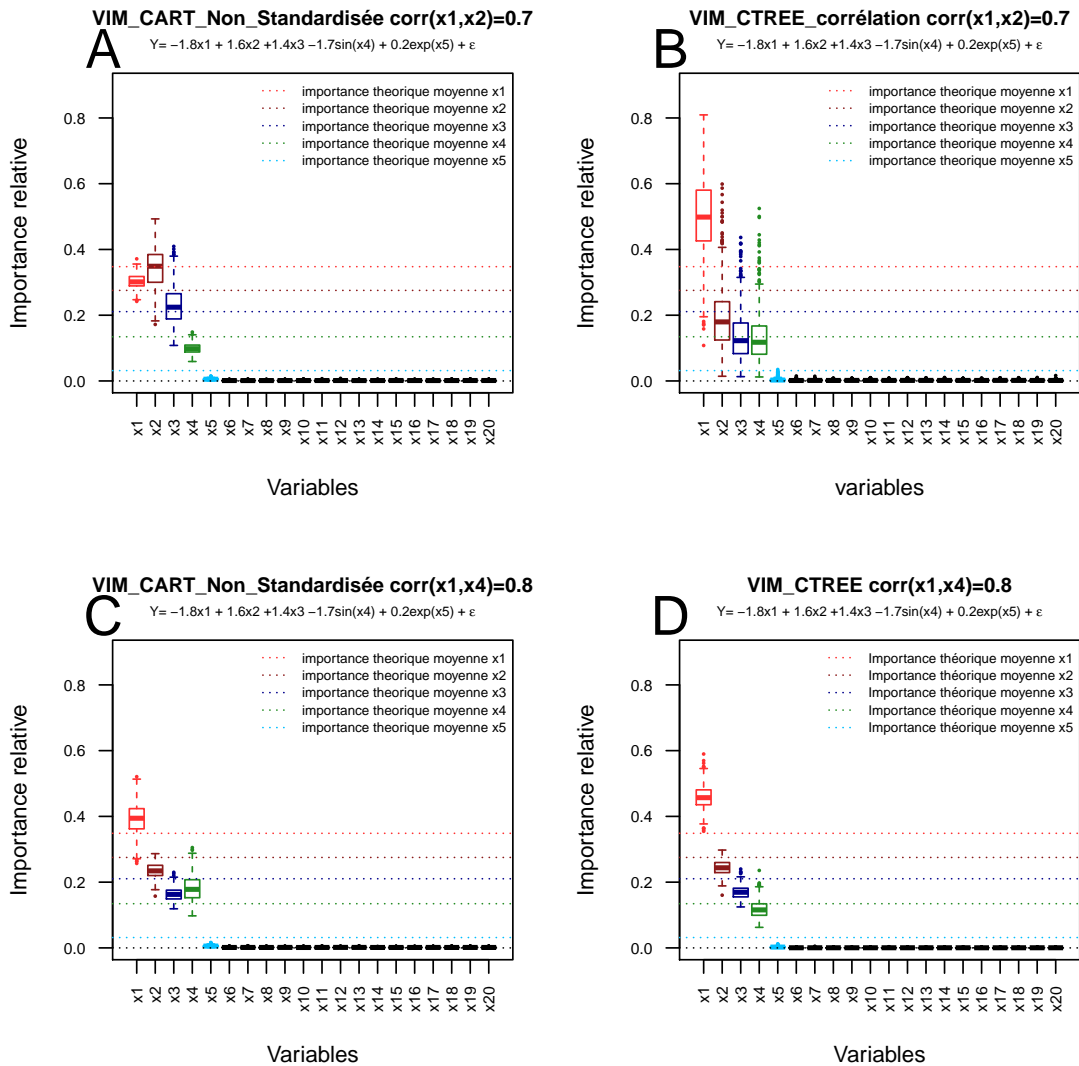 VIM_CART_Non_Standardisée corr(x1,x2)=0.7
A
Y= −1.8x1 + 1.6x2 +1.4x3 −1.7sin(x4) + 0.2exp(x5) + ε
importance theorique moyenne x1
importance theorique moyenne x2
importance theorique moyenne x3
importance theorique moyenne x4
importance theorique moyenne x5
Importance relative
0.8
0.6
0.4
0.2
0.0
x1 x2 x3 x4 x5 x6 x7 x8 x9 x10 x11 x12 x13 x14 x15 x16 x17 x18 x19 x20
Variables
VIM_CTREE_corrélation corr(x1,x2)=0.7
B
Y= −1.8x1 + 1.6x2 +1.4x3 −1.7sin(x4) + 0.2exp(x5) + ε
importance theorique moyenne x1
importance theorique moyenne x2
importance theorique moyenne x3
importance theorique moyenne x4
importance theorique moyenne x5
Importance relative
0.8
0.6
0.4
0.2
0.0
x1 x2 x3 x4 x5 x6 x7 x8 x9 x10 x11 x12 x13 x14 x15 x16 x17 x18 x19 x20
variables
VIM_CART_Non_Standardisée corr(x1,x4)=0.8
C
Y= −1.8x1 + 1.6x2 +1.4x3 −1.7sin(x4) + 0.2exp(x5) + ε
importance theorique moyenne x1
importance theorique moyenne x2
importance theorique moyenne x3
importance theorique moyenne x4
importance theorique moyenne x5
Importance relative
0.8
0.6
0.4
0.2
0.0
x1 x2 x3 x4 x5 x6 x7 x8 x9 x10 x11 x12 x13 x14 x15 x16 x17 x18 x19 x20
Variables
VIM_CTREE corr(x1,x4)=0.8
D
Y= −1.8x1 + 1.6x2 +1.4x3 −1.7sin(x4) + 0.2exp(x5) + ε
Importance théorique moyenne x1
Importance théorique moyenne x2
Importance théorique moyenne x3
Importance théorique moyenne x4
Importance théorique moyenne x5
Importance relative
0.8
0.6
0.4
0.2
0.0
x1 x2 x3 x4 x5 x6 x7 x8 x9 x10 x11 x12 x13 x14 x15 x16 x17 x18 x19 x20
Variables